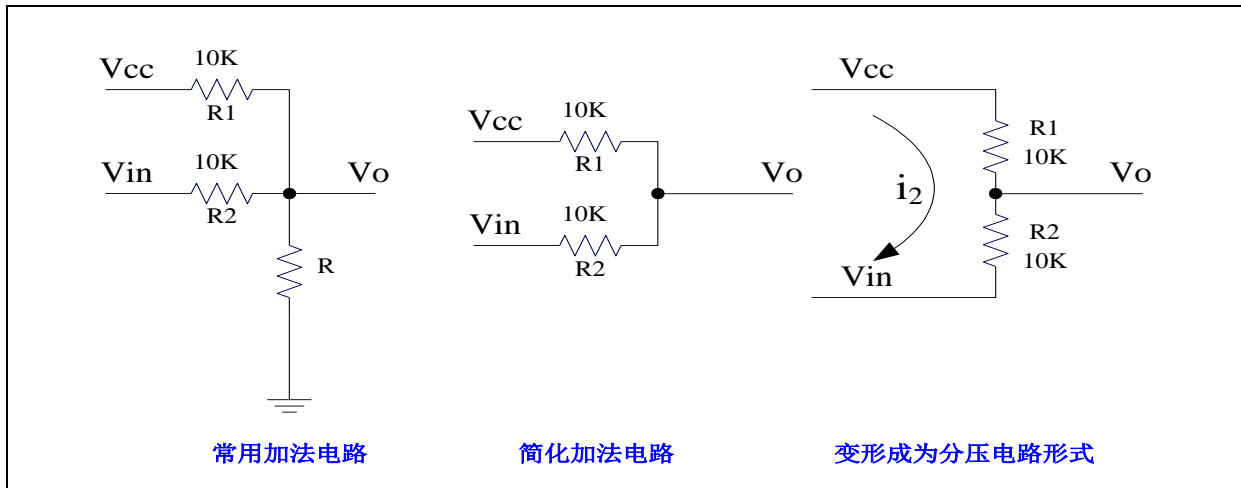 Vcc
10K
R1
Vin
10K
R2
Vo
R
常用加法电路
Vcc
10K
R1
Vin
10K
R2
Vo
简化加法电路
Vcc
R1
10K
Vo
i₂
R2
10K
Vin
变形成为分压电路形式